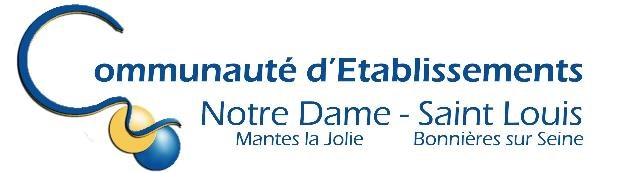 Communauté d'Etablissements
Notre Dame - Saint Louis
Mantes la Jolie Bonnières sur Seine